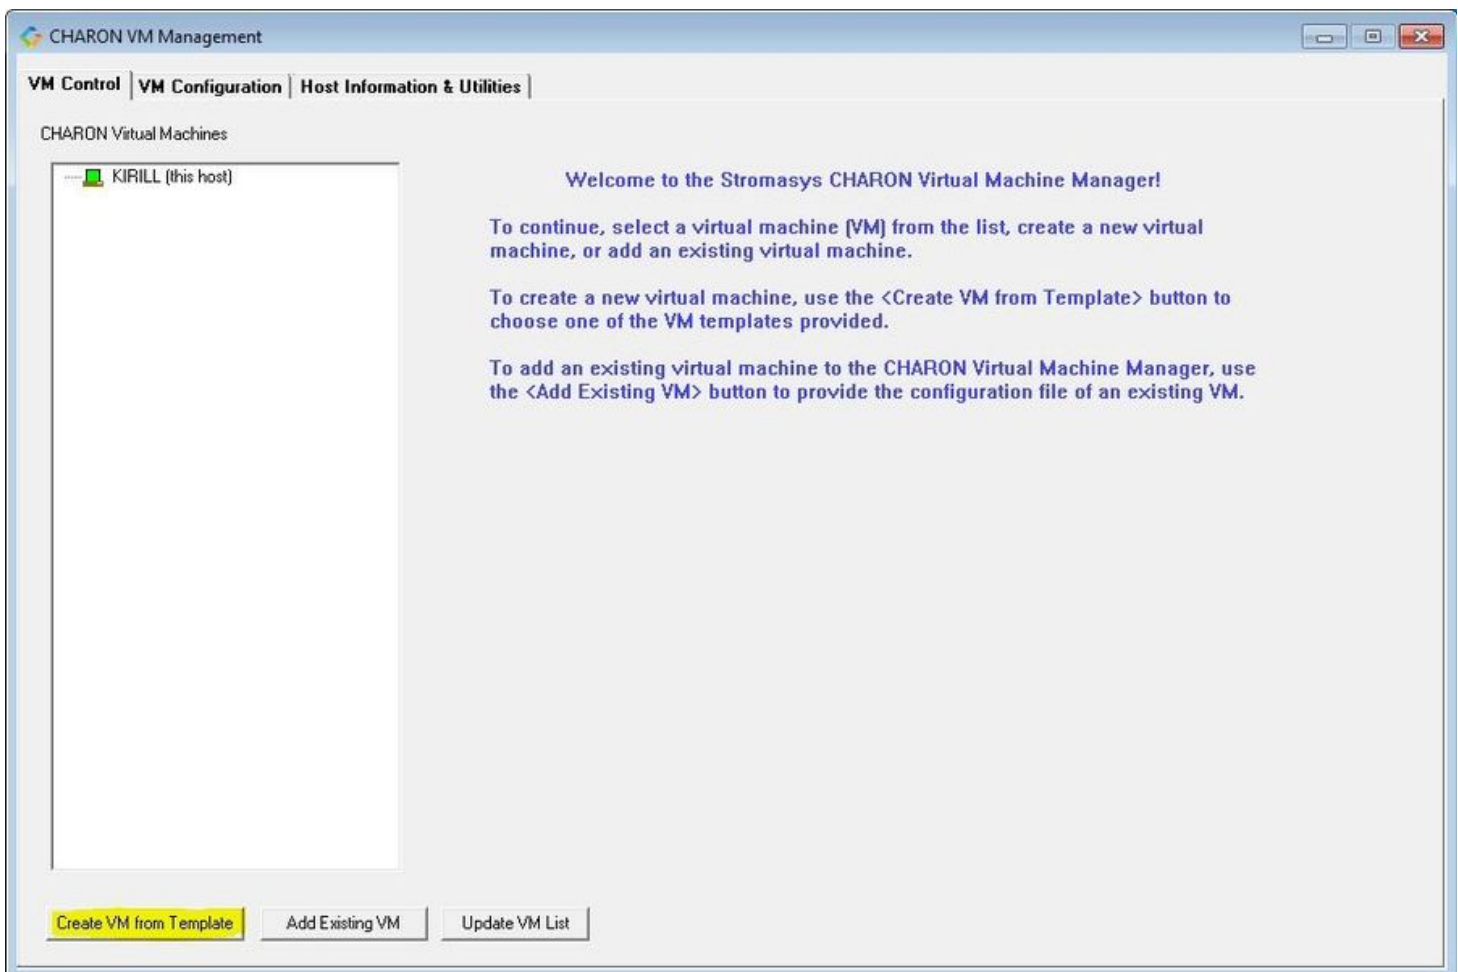 CHARON VM Management
VM Control VM Configuration Host Information & Utilities
CHARON Virtual Machines
KIRILL (this host)
Welcome to the Stromasys CHARON Virtual Machine Manager!
To continue, select a virtual machine (VM) from the list, create a new virtual
machine, or add an existing virtual machine.
To create a new virtual machine, use the <Create VM from Template> button to
choose one of the VM templates provided.
To add an existing virtual machine to the CHARON Virtual Machine Manager, use
the <Add Existing VM> button to provide the configuration file of an existing VM.
Create VM from Template Add Existing VM Update VM List